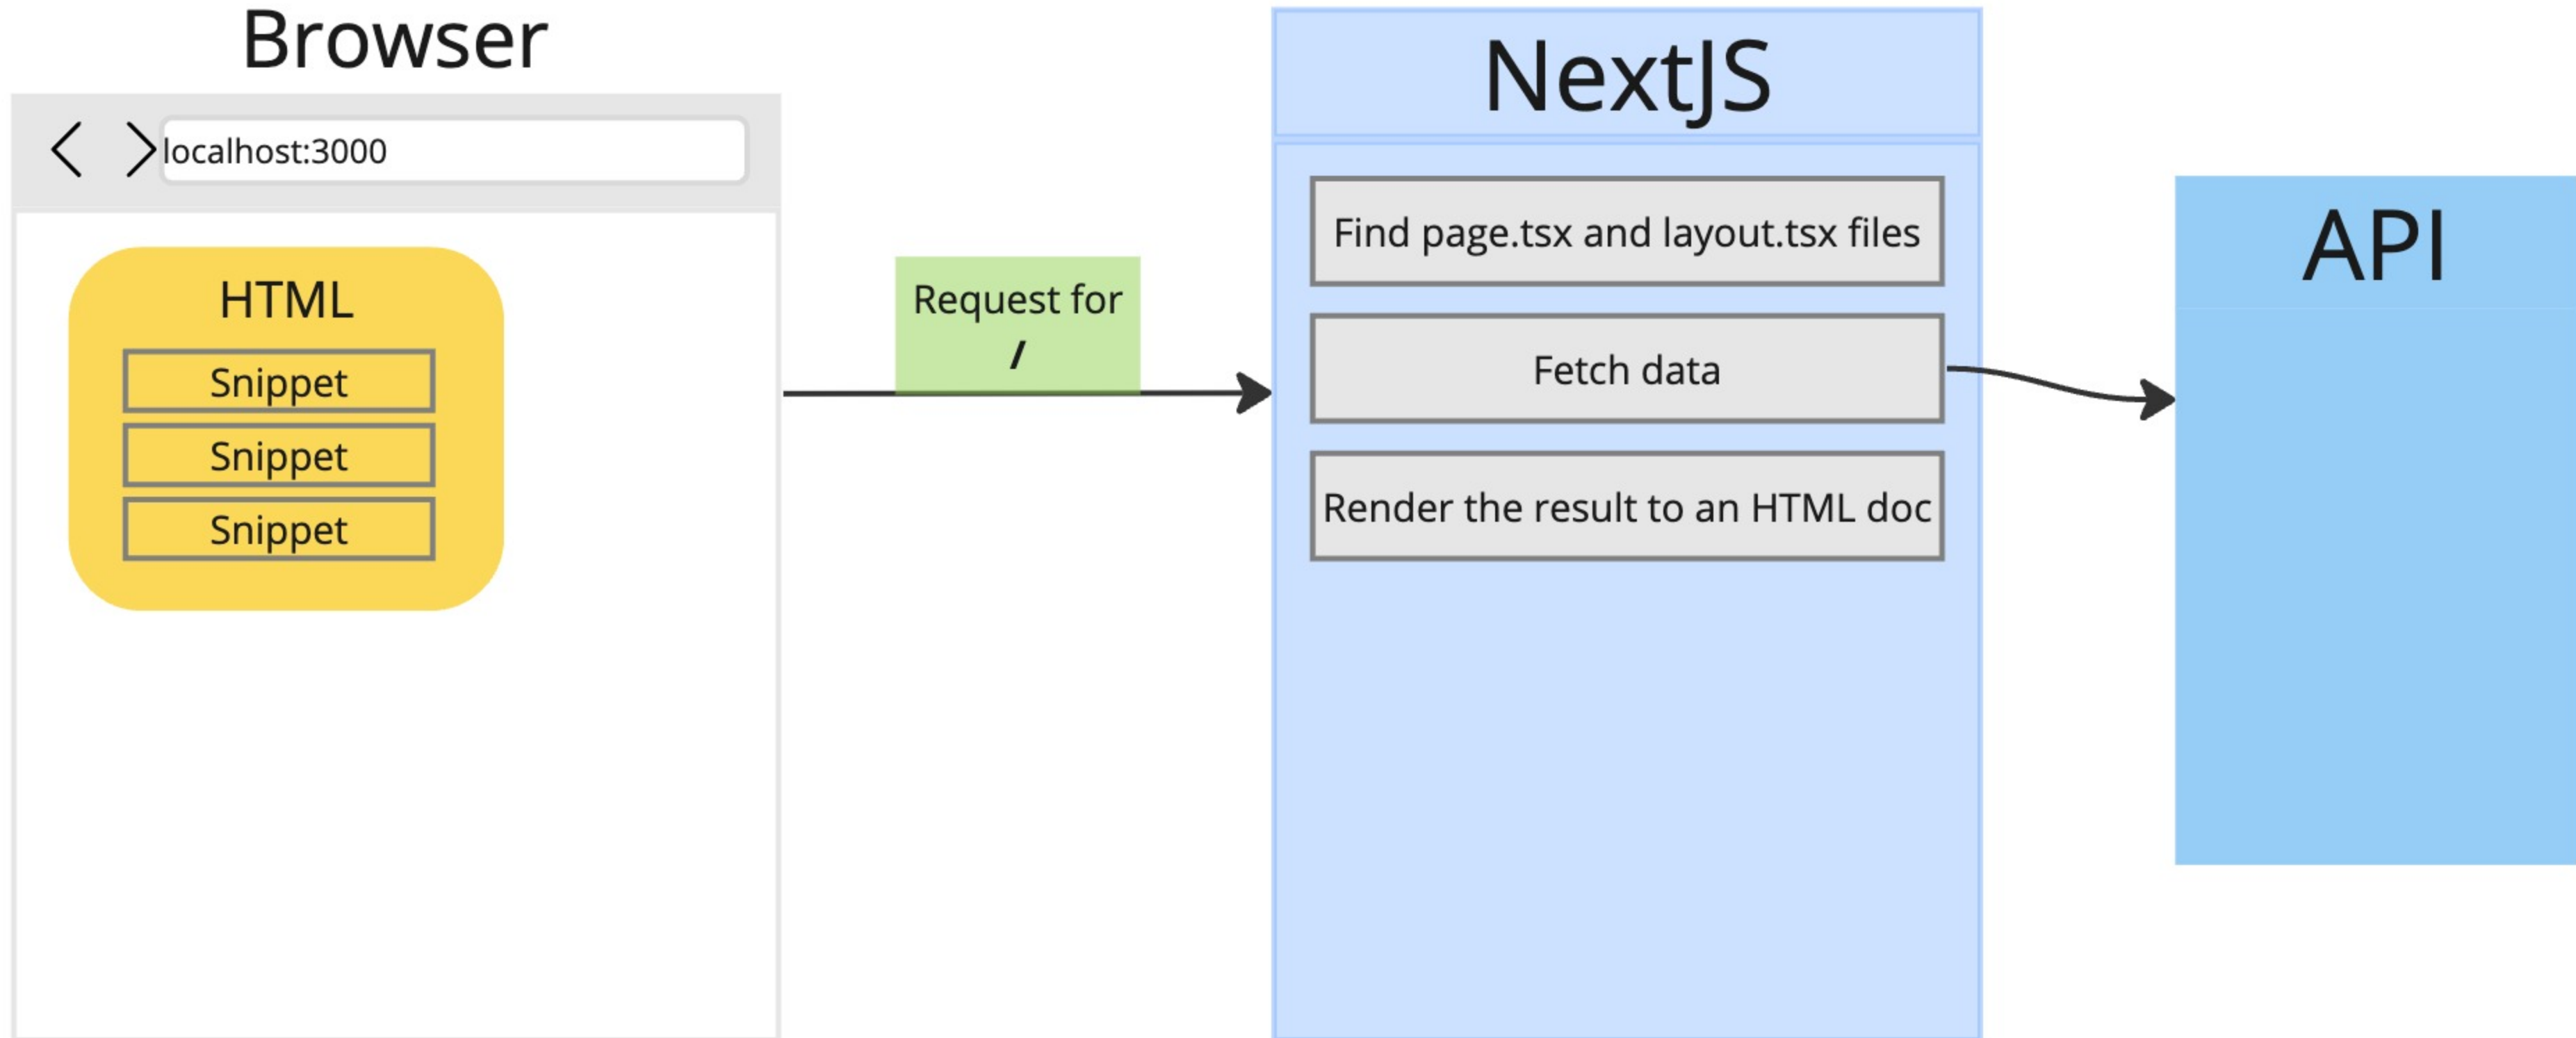 Browser
localhost:3000
HTML
Snippet
Snippet
Snippet
Request for
/
NextJS
Find page.tsx and layout.tsx files
Fetch data
Render the result to an HTML doc
API